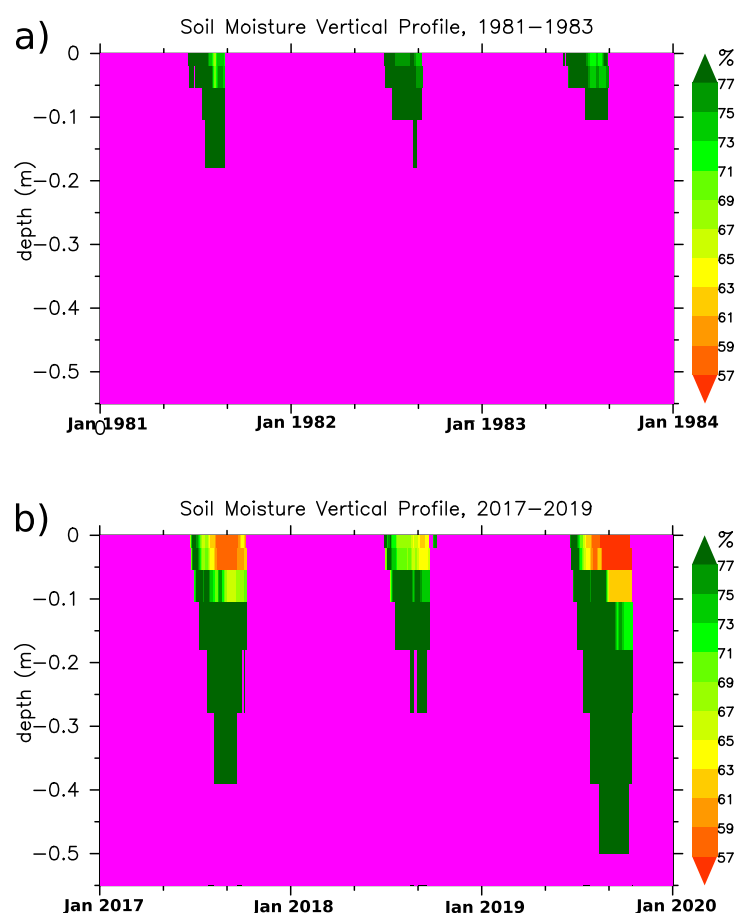 a)
Soil Moisture Vertical Profile, 1981−1983
%
0
−0.1
−0.2
−0.3
−0.4
−0.5
depth (m)
77
75
73
71
69
67
65
63
61
59
57
Jan 1981
Jan 1982
Jan 1983
Jan 1984
0
b)
Soil Moisture Vertical Profile, 2017−2019
%
0
−0.1
−0.2
−0.3
−0.4
−0.5
depth (m)
77
75
73
71
69
67
65
63
61
59
57
Jan 2017
Jan 2018
Jan 2019
Jan 2020